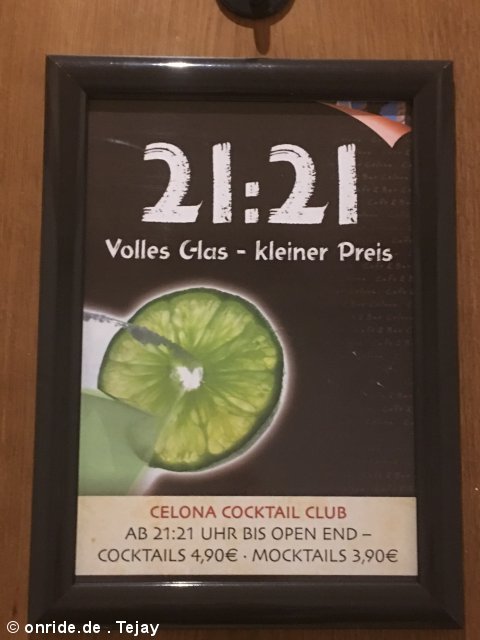 21:21
Volles Glas - kleiner Preis
CELONA COCKTAIL CLUB
AB 21:21 UHR BIS OPEN END –
COCKTAILS 4,90€ · MOCKTAILS 3,90€
© onride.de . Tejay